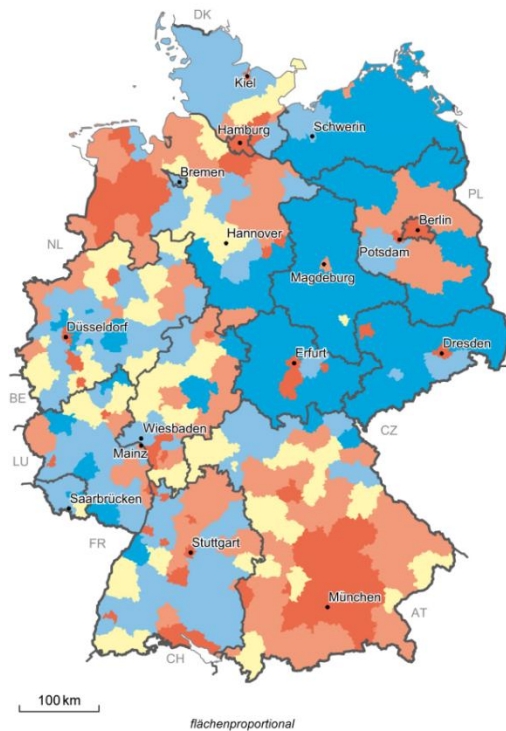 DK
Kiel
Hamburg
Schwerin
Bremen
PL
Berlin
NL
Hannover
Potsdam
Magdeburg
Düsseldorf
Erfurt
Dresden
BE
Wiesbaden
CZ
LU
Mainz
Saarbrücken
FR
Stuttgart
München
AT
CH
100 km
flächenproportional